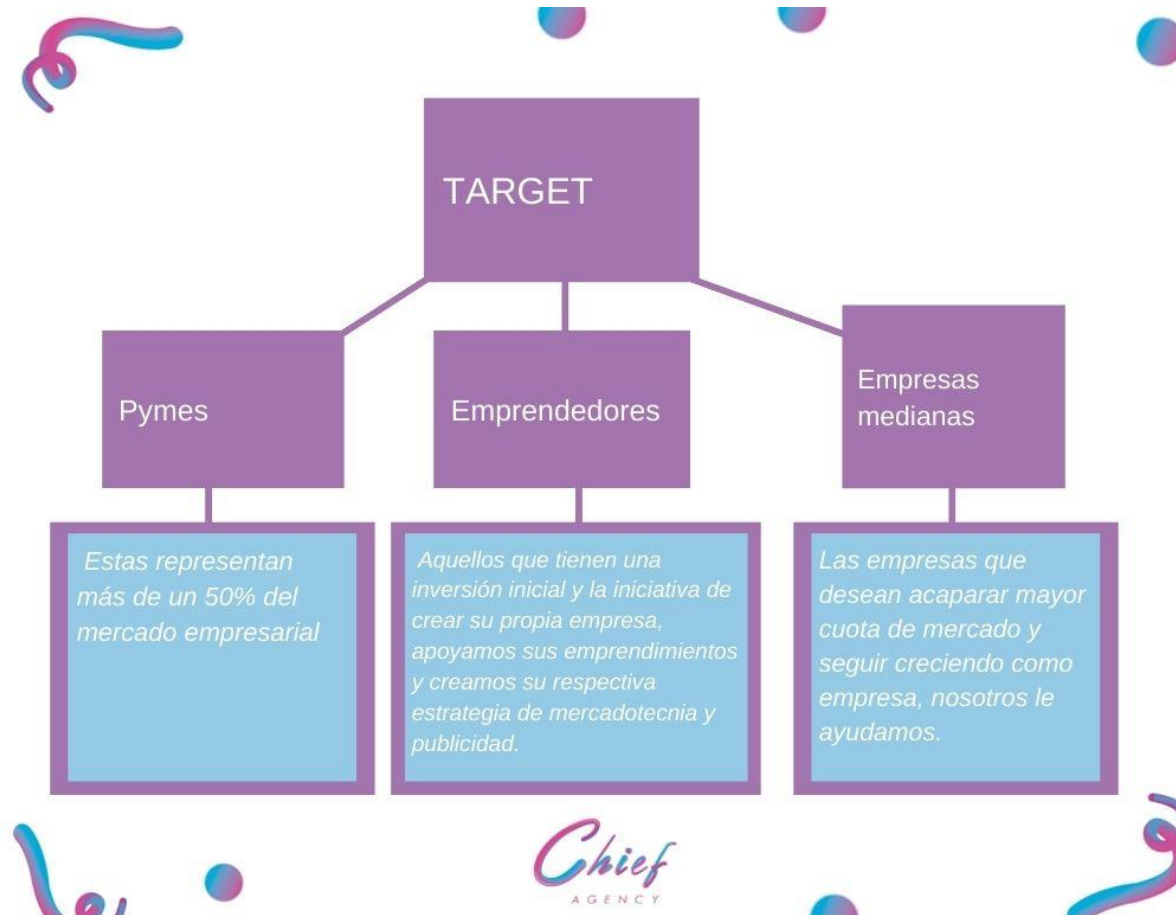 TARGET
Pymes
Emprendedores
Empresas
medianas
Estas representan
más de un 50% del
mercado empresarial
Aquellos que tienen una
inversión inicial y la iniciativa de
crear su propia empresa,
apoyamos sus emprendimientos
y creamos su respectiva
estrategia de mercadotecnia y
publicidad.
Las empresas que
desean acaparar mayor
cuota de mercado y
seguir creciendo como
empresa, nosotros le
ayudamos.
Chief
AGENCY